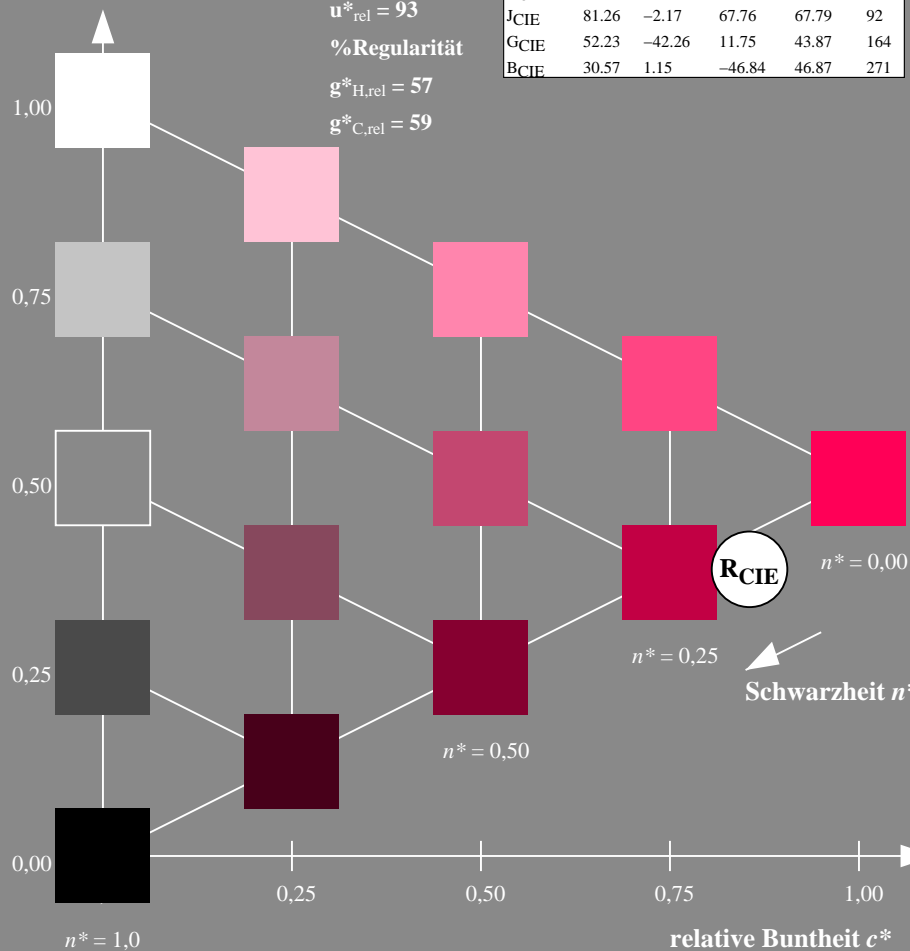 u*rel = 93
%Regularität
g*H,rel = 57
g*C,rel = 59
JCIE 81.26 −2.17 67.76 67.79 92
GCIE 52.23 −42.26 11.75 43.87 164
BCIE 30.57 1.15 −46.84 46.87 271
1,00
0,75
0,50
0,25
0,00
RCIE
n* = 0,00
n* = 0,25
Schwarzheit n*
n* = 0,50
0,25 0,50 0,75 1,00
n* = 1,0
relative Buntheit c*